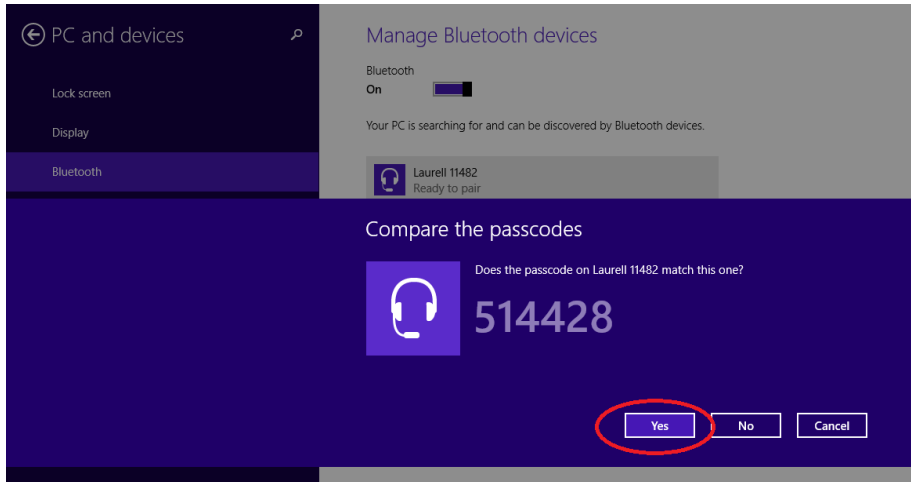 PC and devices
Lock screen
Display
Bluetooth
Manage Bluetooth devices
Bluetooth
On
Your PC is searching for and can be discovered by Bluetooth devices.
Laurell 11482
Ready to pair
Compare the passcodes
Does the passcode on Laurell 11482 match this one?
514428
Yes No Cancel